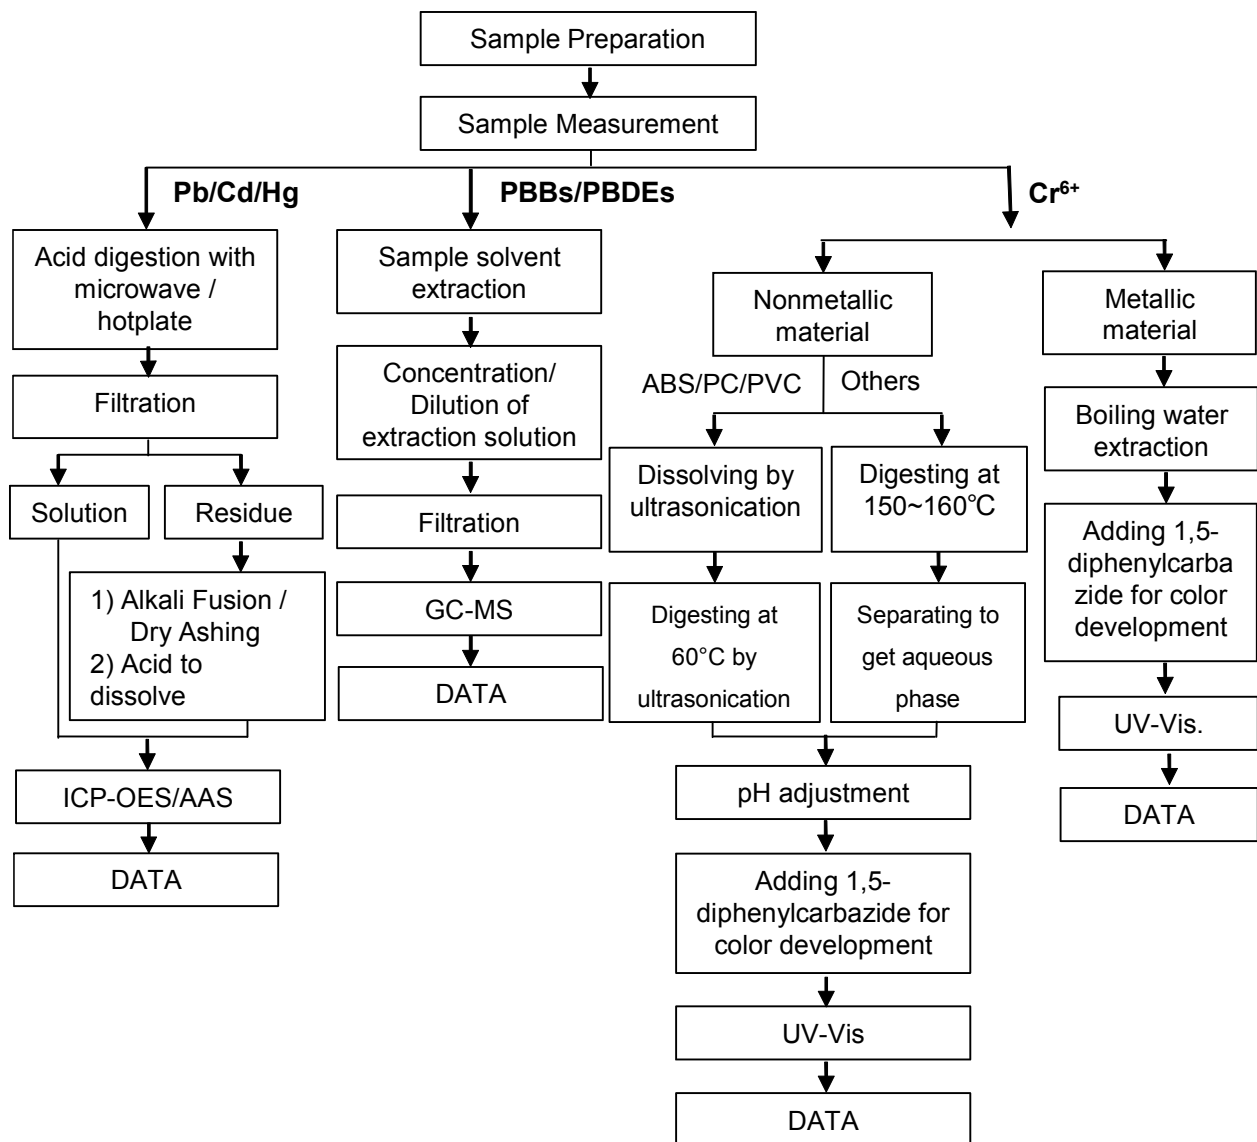 Sample Preparation
Sample Measurement
Pb/Cd/Hg
PBBs/PBDEs
Cr⁶⁺
Acid digestion with
microwave /
hotplate
Filtration
Solution
Residue
1) Alkali Fusion /
Dry Ashing
2) Acid to
dissolve
ICP-OES/AAS
DATA
Sample solvent
extraction
Concentration/
Dilution of
extraction solution
Filtration
GC-MS
DATA
Nonmetallic
material
ABS/PC/PVC
Others
Dissolving by
ultrasonication
Digesting at
60°C by
ultrasonication
Digesting at
150~160℃
Separating to
get aqueous
phase
pH adjustment
Adding 1,5-
diphenylcarbazide for
color development
UV-Vis
DATA
Metallic
material
Boiling water
extraction
Adding 1,5-
diphenylcarba
zide for color
development
UV-Vis.
DATA